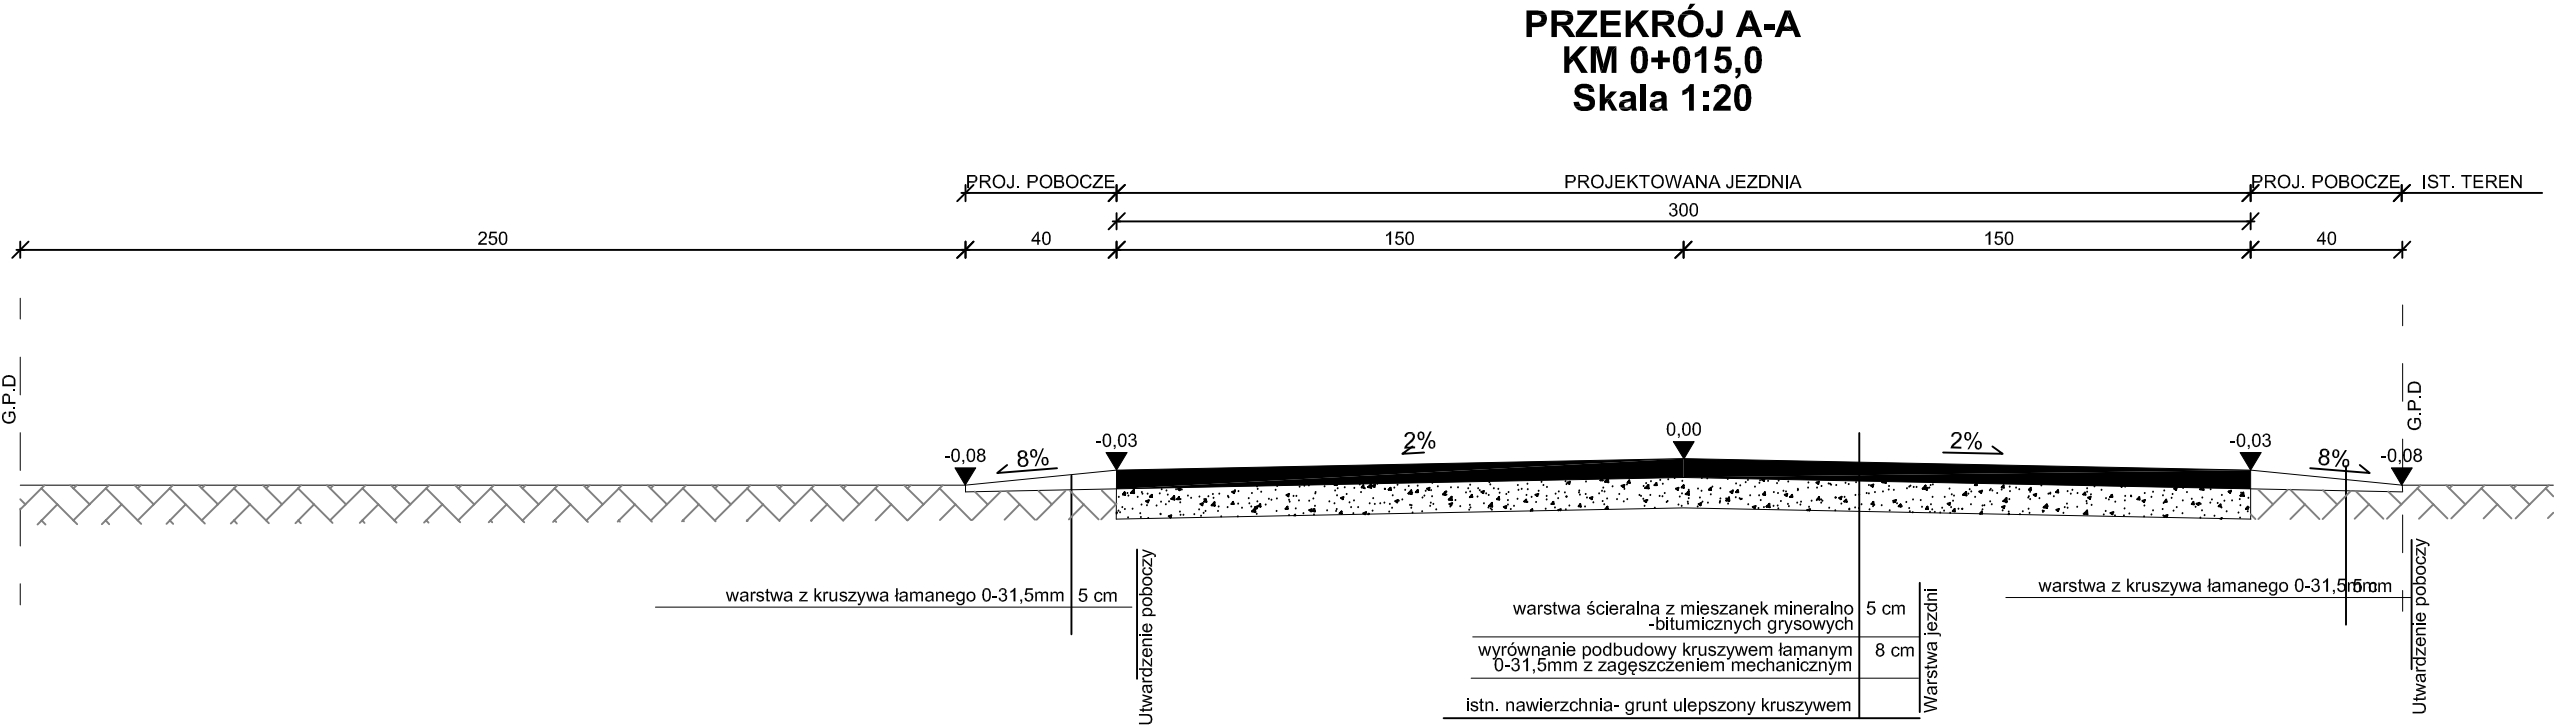 PRZEKRÓJ A-A
KM 0+015,0
Skala 1:20
PROJ. POBOCZE
PROJEKTOWANA JEZDNIA
PROJ. POBOCZE
IST. TEREN
300
250
40
150
150
40
G.P.D
G.P.D
-0,08
8%
-0,03
2%
0,00
2%
-0,03
8%
-0,08
warstwa z kruszywa łamanego 0-31,5mm
5 cm
Utwardzenie poboczy
warstwa ścieralna z mieszanek mineralno
-bitumicznych grysowych
5 cm
wyrównanie podbudowy kruszywem łamanym
0-31,5mm z zagęszczeniem mechanicznym
8 cm
istn. nawierzchnia- grunt ulepszony kruszywem
Warstwa jezdni
warstwa z kruszywa łamanego 0-31,5mm
5 cm
Utwardzenie poboczy